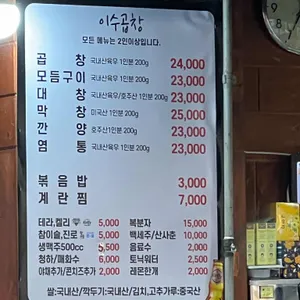 이수곱창
모든 메뉴는 2인이상입니다.
곱 창 국내산육우 1인분 200g 24,000
모듬구이 국내산육우 1인분 200g 23,000
대 창 국내산육우/호주산 1인분 200g 23,000
막 창 미국산 1인분 200g 25,000
깐 양 호주산1인분 200g 23,000
염 통 국내산육우 1인분 200g 23,000
볶음밥 3,000
계란찜 7,000
테라,켈리 5,000 복분자 15,000
참이슬,진로 5,000 백세주/산사춘 10,000
생맥주500cc 5,500 음료수 2,000
청하/매화수 6,000 토닉워터 2,500
야채추가/콘치즈추가 2,000 레몬한개 2,000
쌀:국내산/깍두기:국내산/김치,고추가루:중국산